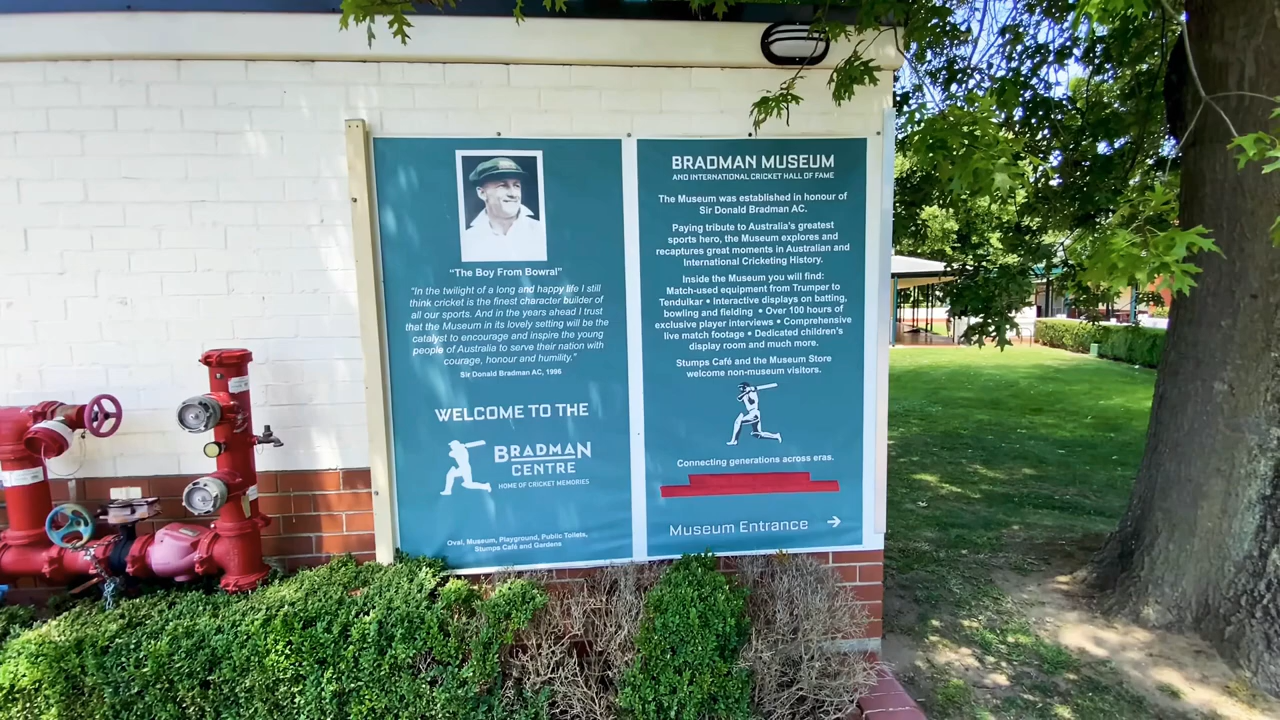 "The Boy From Bowral"
"In the twilight of a long and happy life I still
think cricket is the finest character builder of
all our sports. And in the years ahead I trust
that the Museum in its lovely setting will be the
catalyst to encourage and inspire the young
people of Australia to serve their nation with
courage, honour and humility."
Sir Donald Bradman AC, 1996
WELCOME TO THE
BRADMAN
CENTRE
HOME OF CRICKET MEMORIES
Oval, Museum, Playground, Public Toilets,
Stumps Café and Gardens
BRADMAN MUSEUM
AND INTERNATIONAL CRICKET HALL OF FAME
The Museum was established in honour of
Sir Donald Bradman AC.
Paying tribute to Australia's greatest
sports hero, the Museum explores and
recaptures great moments in Australian and
International Cricketing History.
Inside the Museum you will find:
Match-used equipment from Trumper to
Tendulkar • Interactive displays on batting,
bowling and fielding • Over 100 hours of
exclusive player interviews • Comprehensive
live match footage • Dedicated children's
display room and much more.
Stumps Café and the Museum Store
welcome non-museum visitors.
Connecting generations across eras.
Museum Entrance →